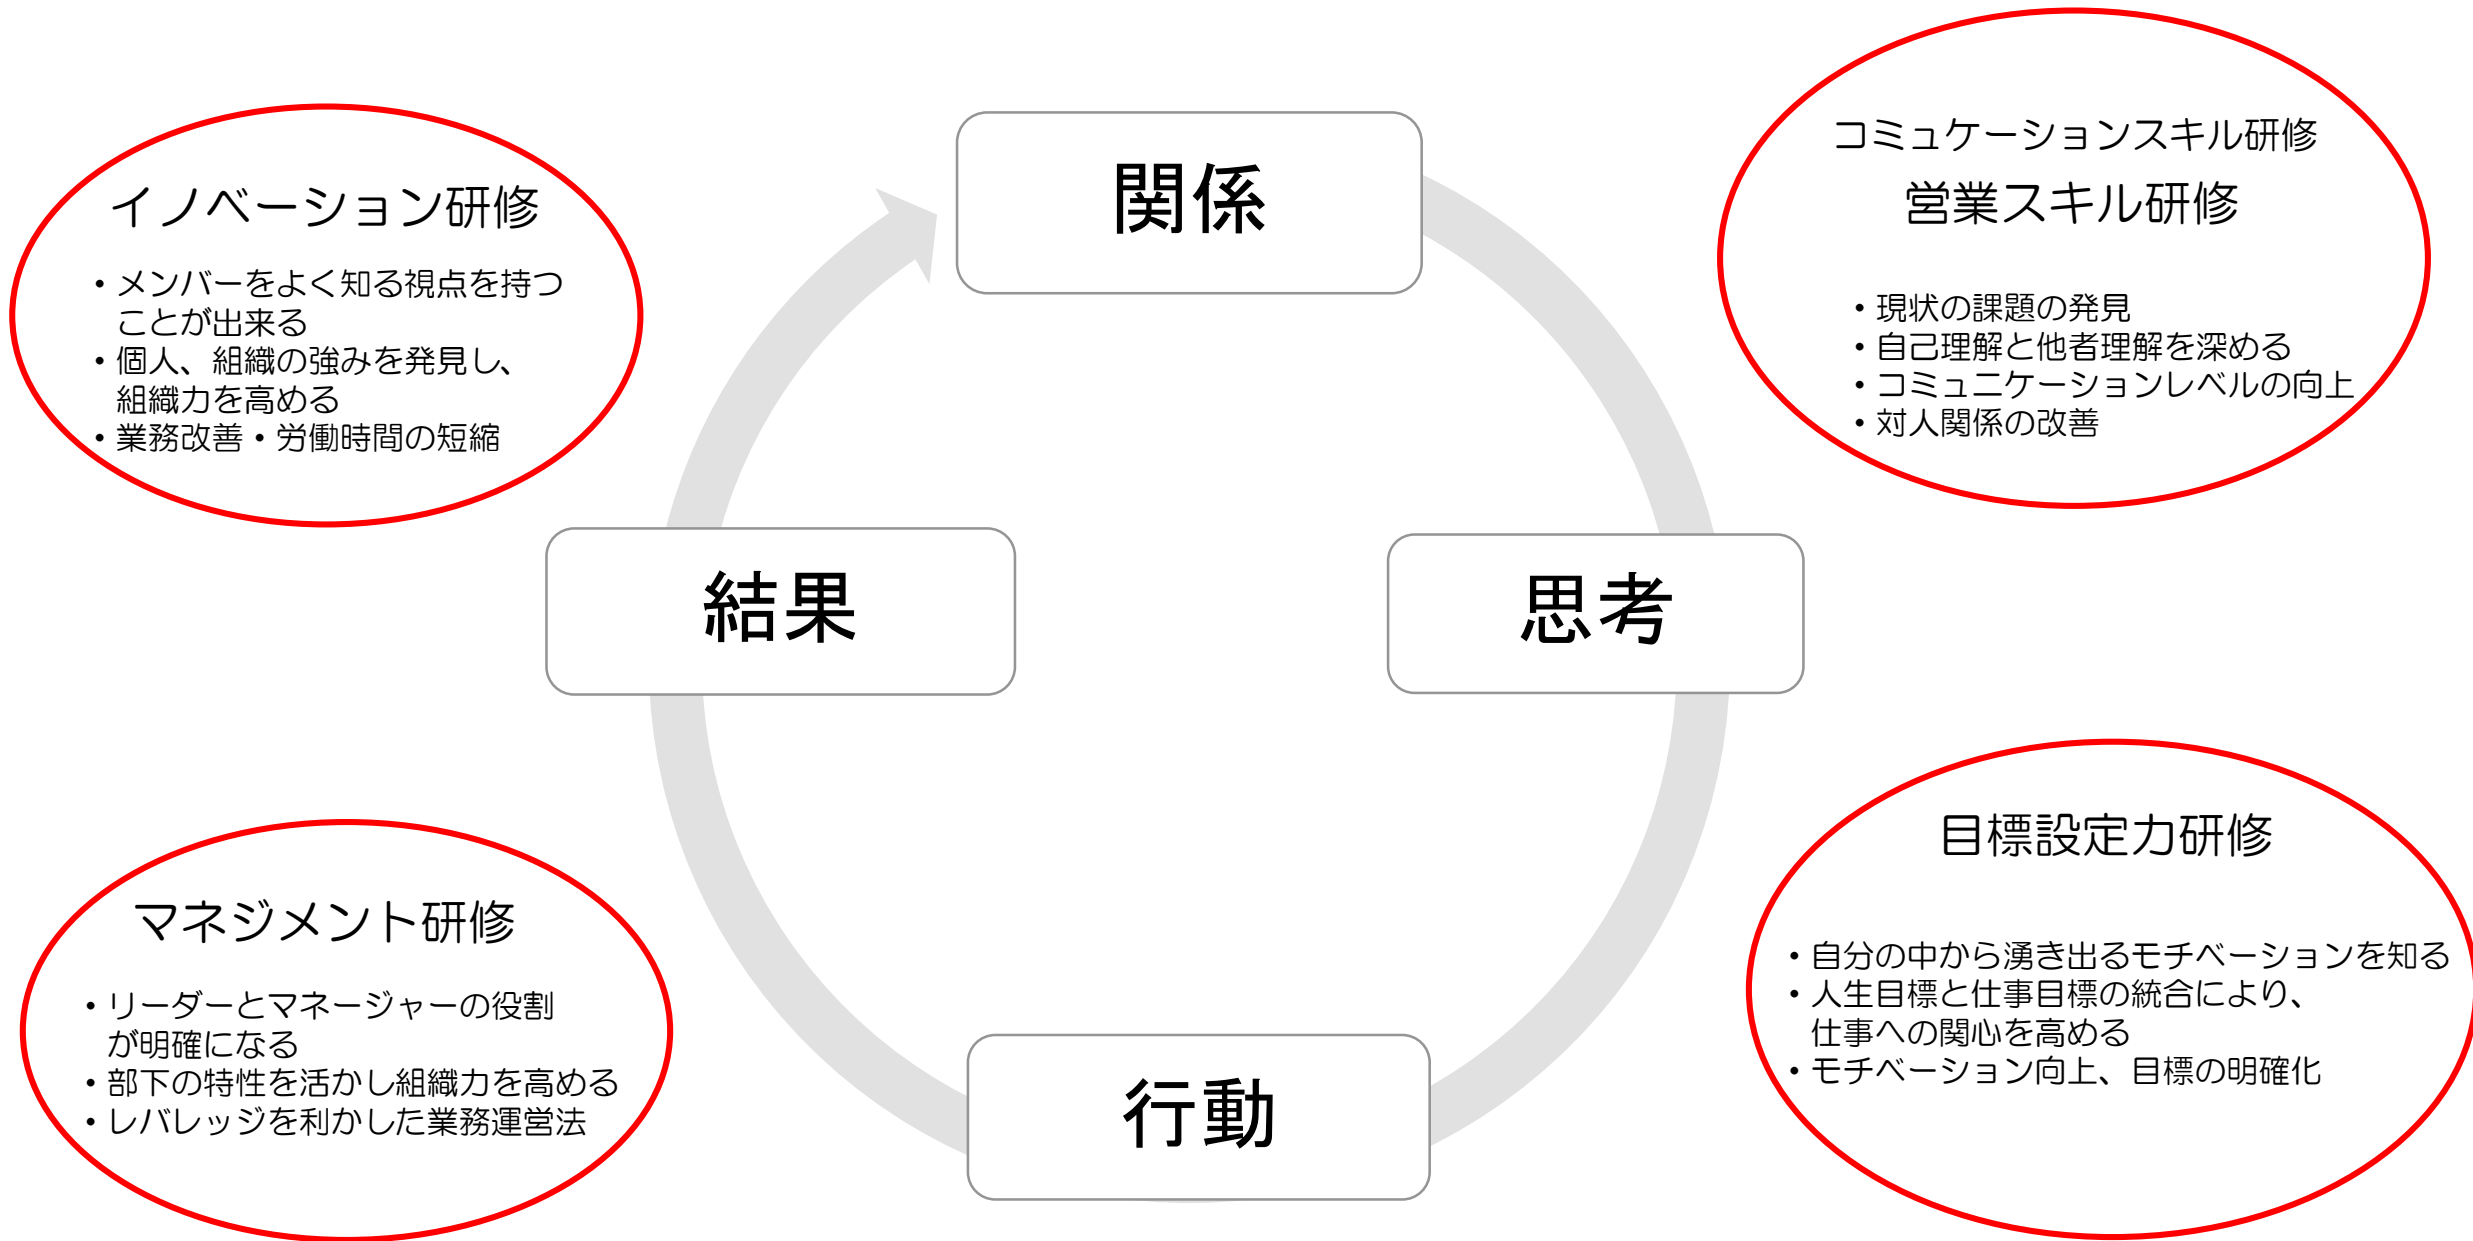 関係
コミュケーションスキル研修
営業スキル研修
・現状の課題の発見
・自己理解と他者理解を深める
・コミュニケーションレベルの向上
・対人関係の改善
イノベーション研修
・メンバーをよく知る視点を持つ
ことが出来る
・個人、組織の強みを発見し、
組織力を高める
・業務改善・労働時間の短縮
結果
思考
目標設定力研修
・自分の中から湧き出るモチベーションを知る
・人生目標と仕事目標の統合により、
仕事への関心を高める
・モチベーション向上、目標の明確化
マネジメント研修
・リーダーとマネージャーの役割
が明確になる
・部下の特性を活かし組織力を高める
・レバレッジを利かした業務運営法
行動